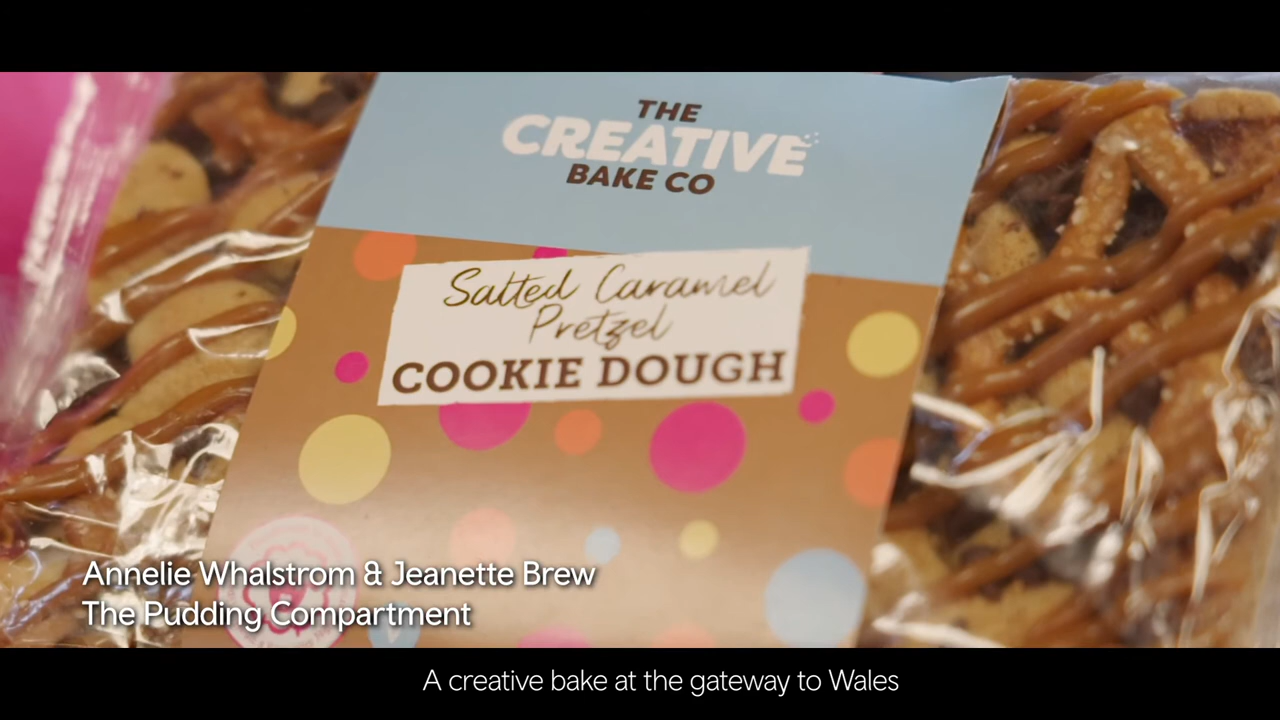 THE
CREATIVE
BAKE CO
Salted Caramel
Pretzel
COOKIE DOUGH
Annelie Whalstrom & Jeanette Brew
The Pudding Compartment
A creative bake at the gateway to Wales